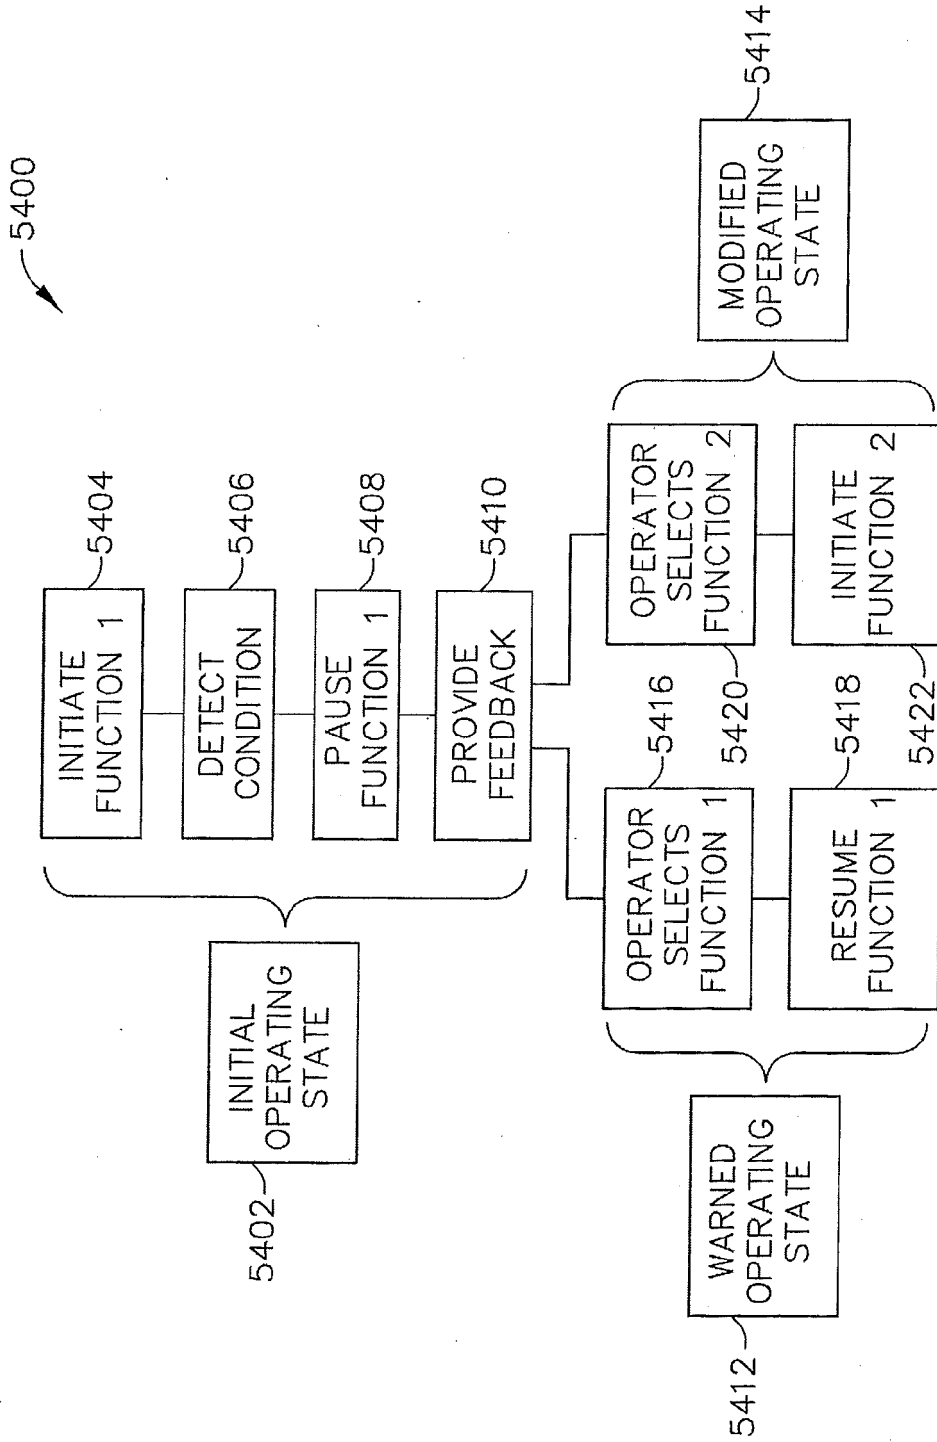 5400
INITIATE
FUNCTION 1
5404
DETECT
CONDITION
5406
PAUSE
FUNCTION 1
5408
PROVIDE
FEEDBACK
5410
INITIAL
OPERATING
STATE
5402
OPERATOR
SELECTS
FUNCTION 1
5416
RESUME
FUNCTION 1
5418
WARNED
OPERATING
STATE
5412
OPERATOR
SELECTS
FUNCTION 2
5420
INITIATE
FUNCTION 2
5422
MODIFIED
OPERATING
STATE
5414